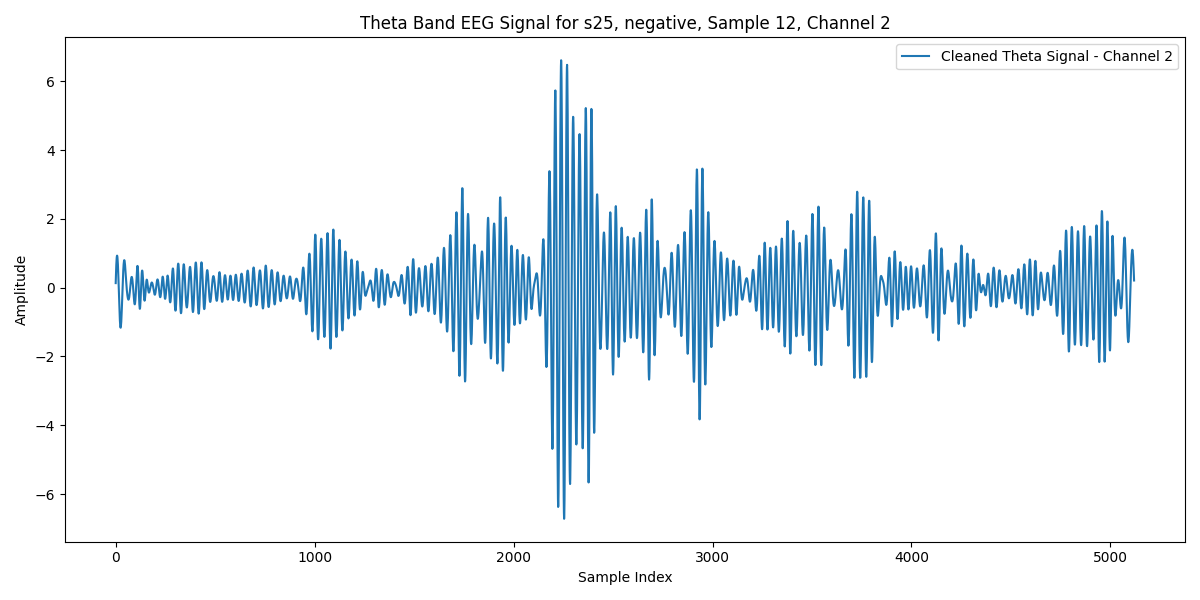 Theta Band EEG Signal for s25, negative, Sample 12, Channel 2
Cleaned Theta Signal - Channel 2
6
4
2
0
−2
−4
−6
Amplitude
0 1000 2000 3000 4000 5000
Sample Index